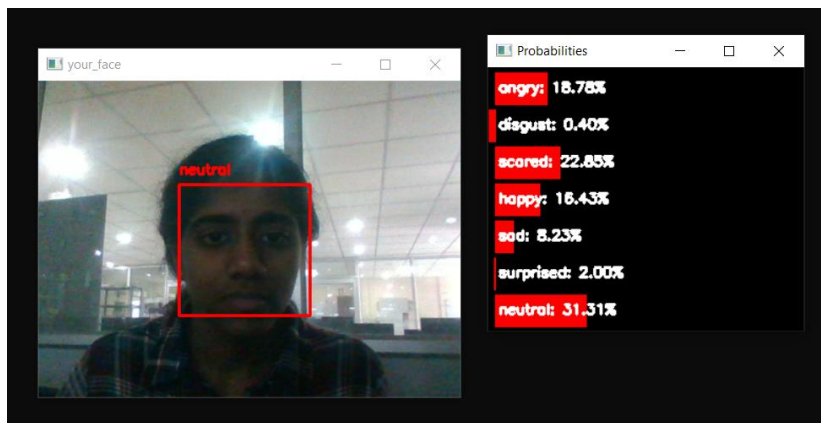 your_face
neutral
Probabilities
angry: 18.78%
disgust: 0.40%
scared: 22.85%
happy: 16.43%
sad: 8.23%
surprised: 2.00%
neutral: 31.31%